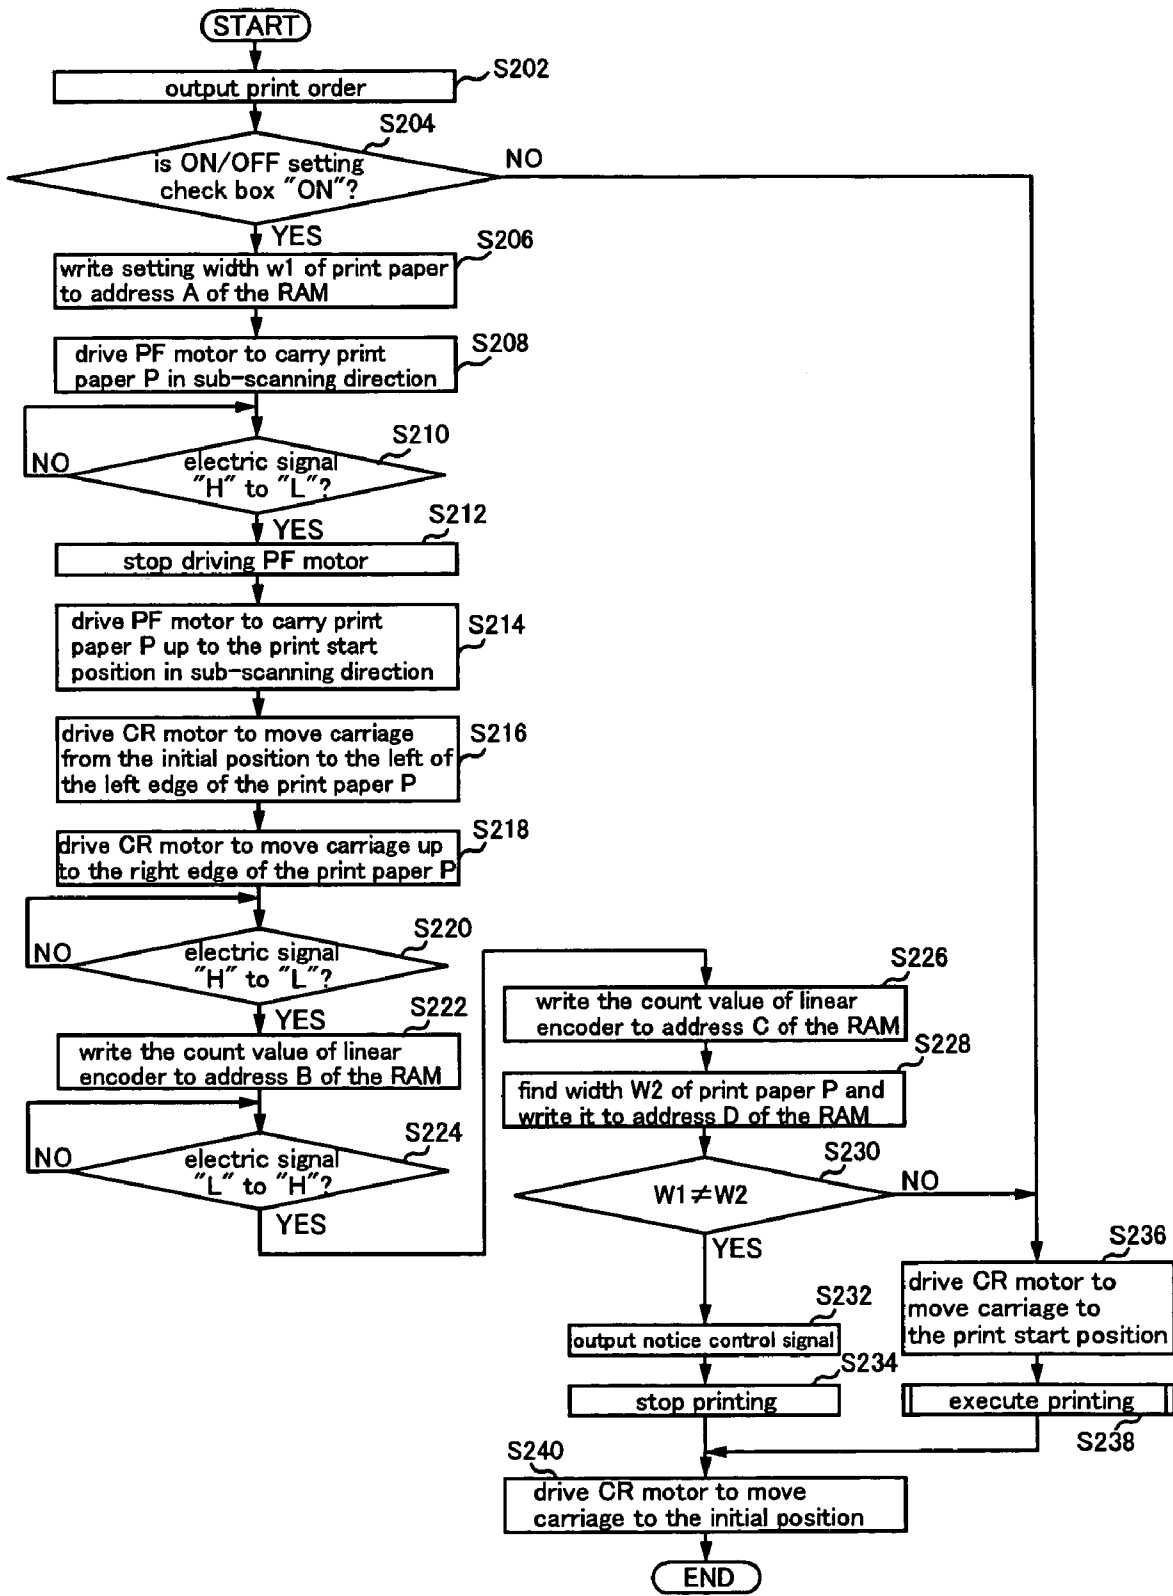 START
S202
output print order
S204
is ON/OFF setting
check box "ON"?
NO
YES
S206
write setting width w1 of print paper
to address A of the RAM
S208
drive PF motor to carry print
paper P in sub-scanning direction
S210
electric signal
"H" to "L"?
NO
YES
S212
stop driving PF motor
S214
drive PF motor to carry print
paper P up to the print start
position in sub-scanning direction
S216
drive CR motor to move carriage
from the initial position to the left of
the left edge of the print paper P
S218
drive CR motor to move carriage up
to the right edge of the print paper P
S220
electric signal
"H" to "L"?
NO
YES
S222
write the count value of linear
encoder to address B of the RAM
S224
electric signal
"L" to "H"?
NO
YES
S226
write the count value of linear
encoder to address C of the RAM
S228
find width W2 of print paper P and
write it to address D of the RAM
S230
W1≠W2
NO
YES
S232
output notice control signal
S234
stop printing
S236
drive CR motor to
move carriage to
the print start position
execute printing
S238
S240
drive CR motor to move
carriage to the initial position
END